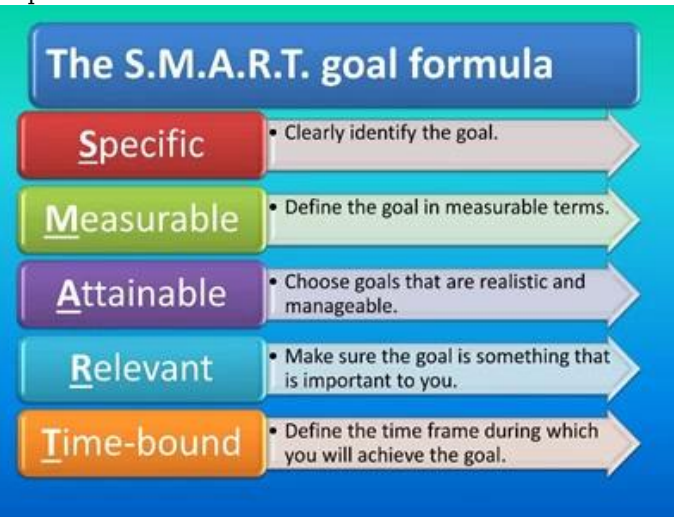 The S.M.A.R.T. goal formula
Specific
• Clearly identify the goal.
Measurable
• Define the goal in measurable terms.
Attainable
• Choose goals that are realistic and
manageable.
Relevant
• Make sure the goal is something that
is important to you.
Time-bound
• Define the time frame during which
you will achieve the goal.